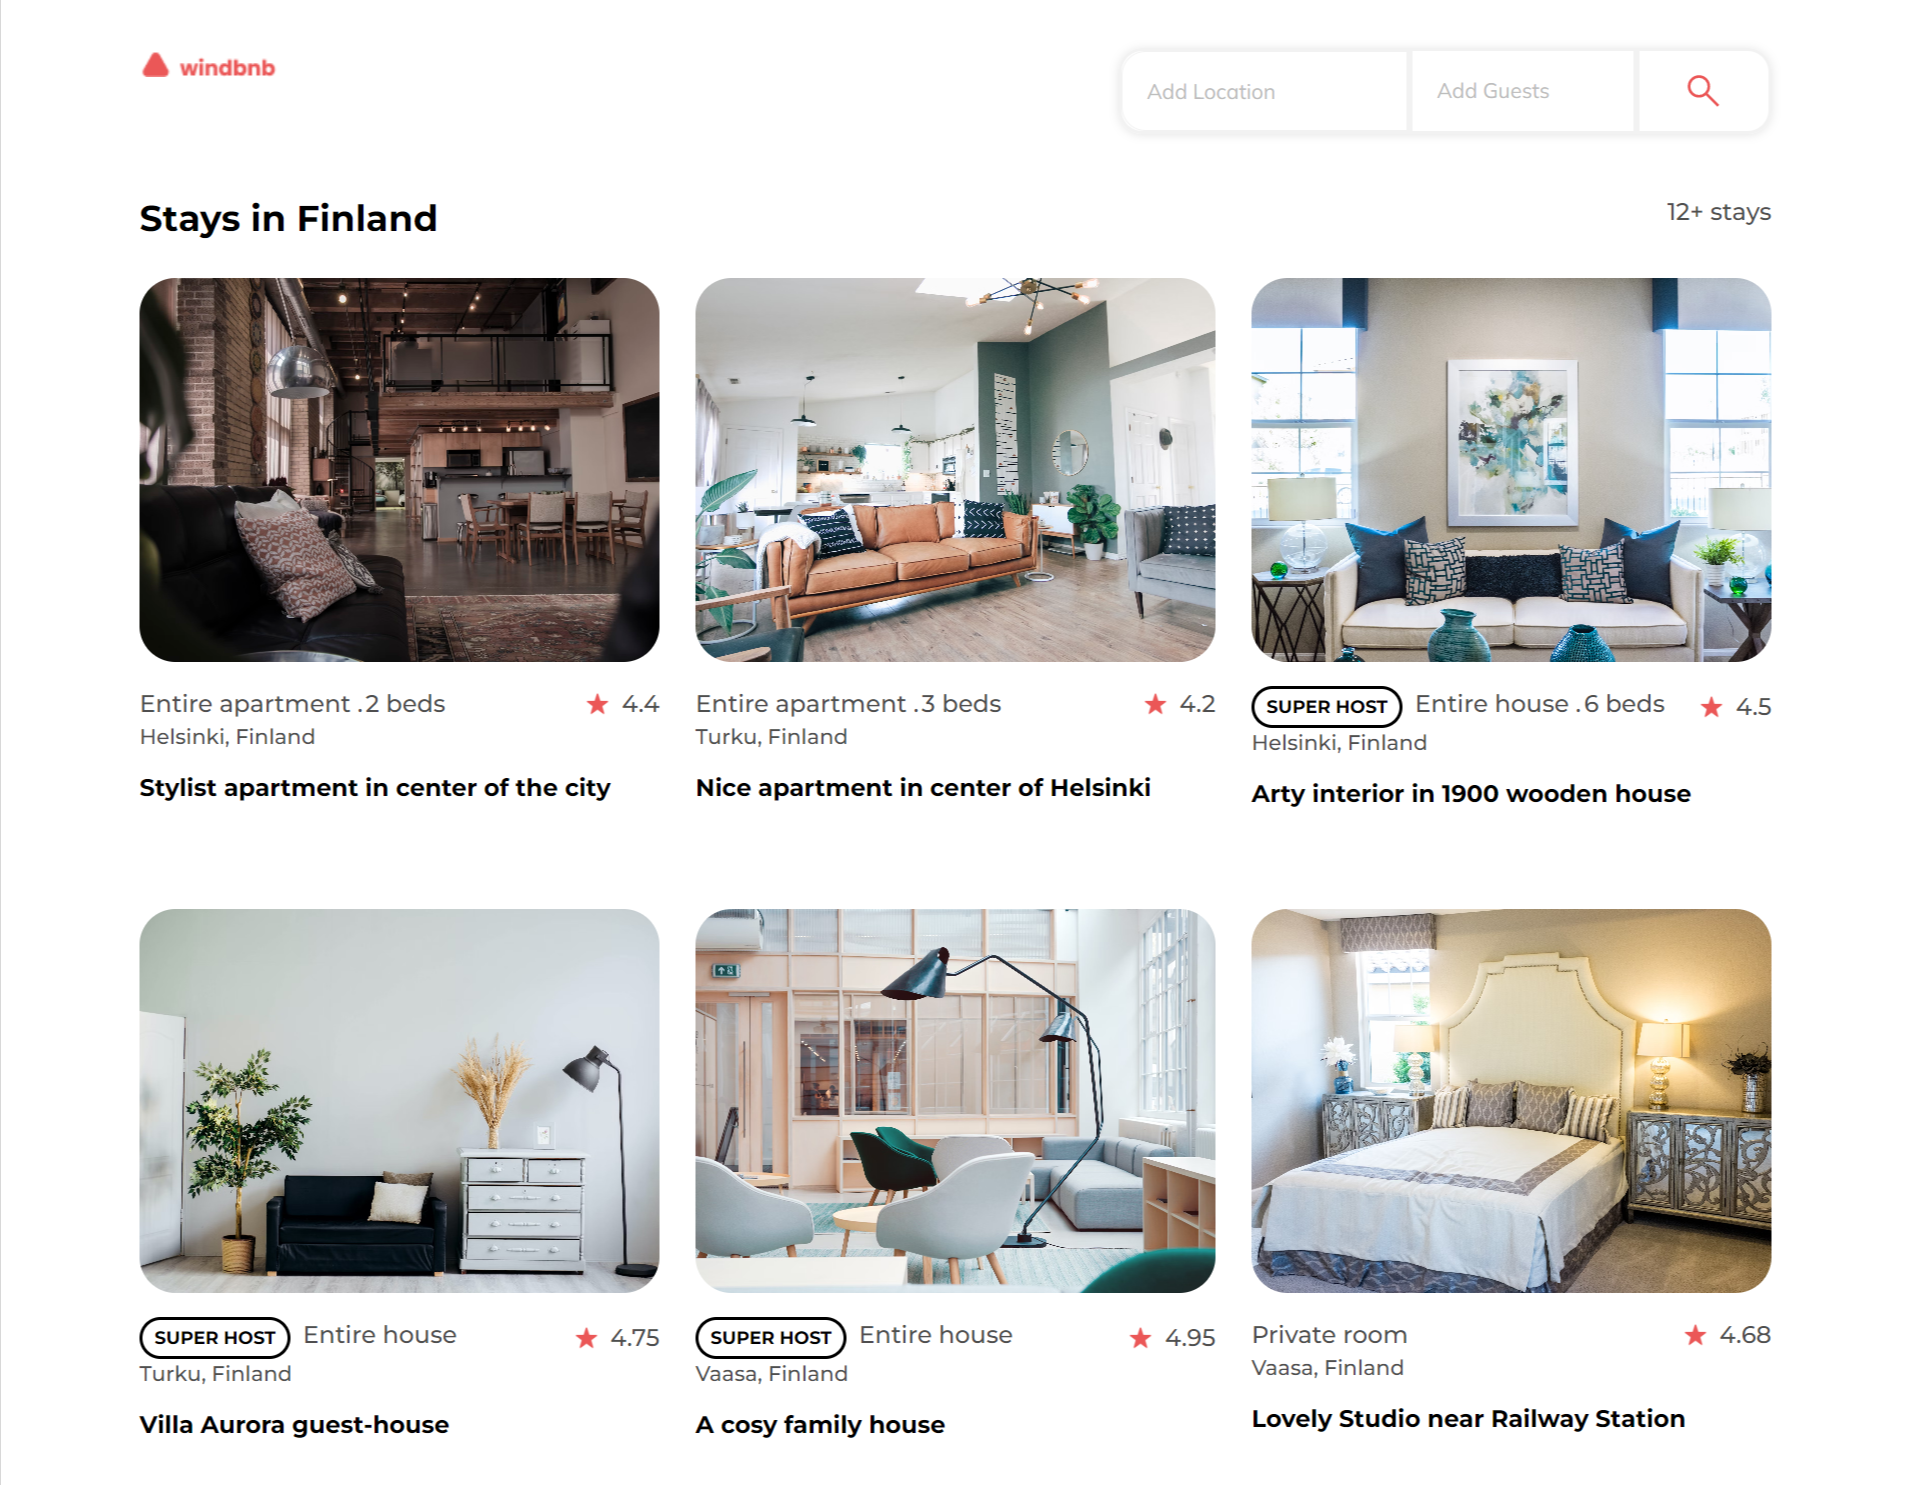 windbnb
Add Location
Add Guests
Stays in Finland
12+ stays
Entire apartment . 2 beds
4.4
Helsinki, Finland
Stylist apartment in center of the city
Entire apartment . 3 beds
4.2
Turku, Finland
Nice apartment in center of Helsinki
SUPER HOST
Entire house . 6 beds
4.5
Helsinki, Finland
Arty interior in 1900 wooden house
SUPER HOST
Entire house
4.75
Turku, Finland
Villa Aurora guest-house
SUPER HOST
Entire house
4.95
Vaasa, Finland
A cosy family house
Private room
4.68
Vaasa, Finland
Lovely Studio near Railway Station